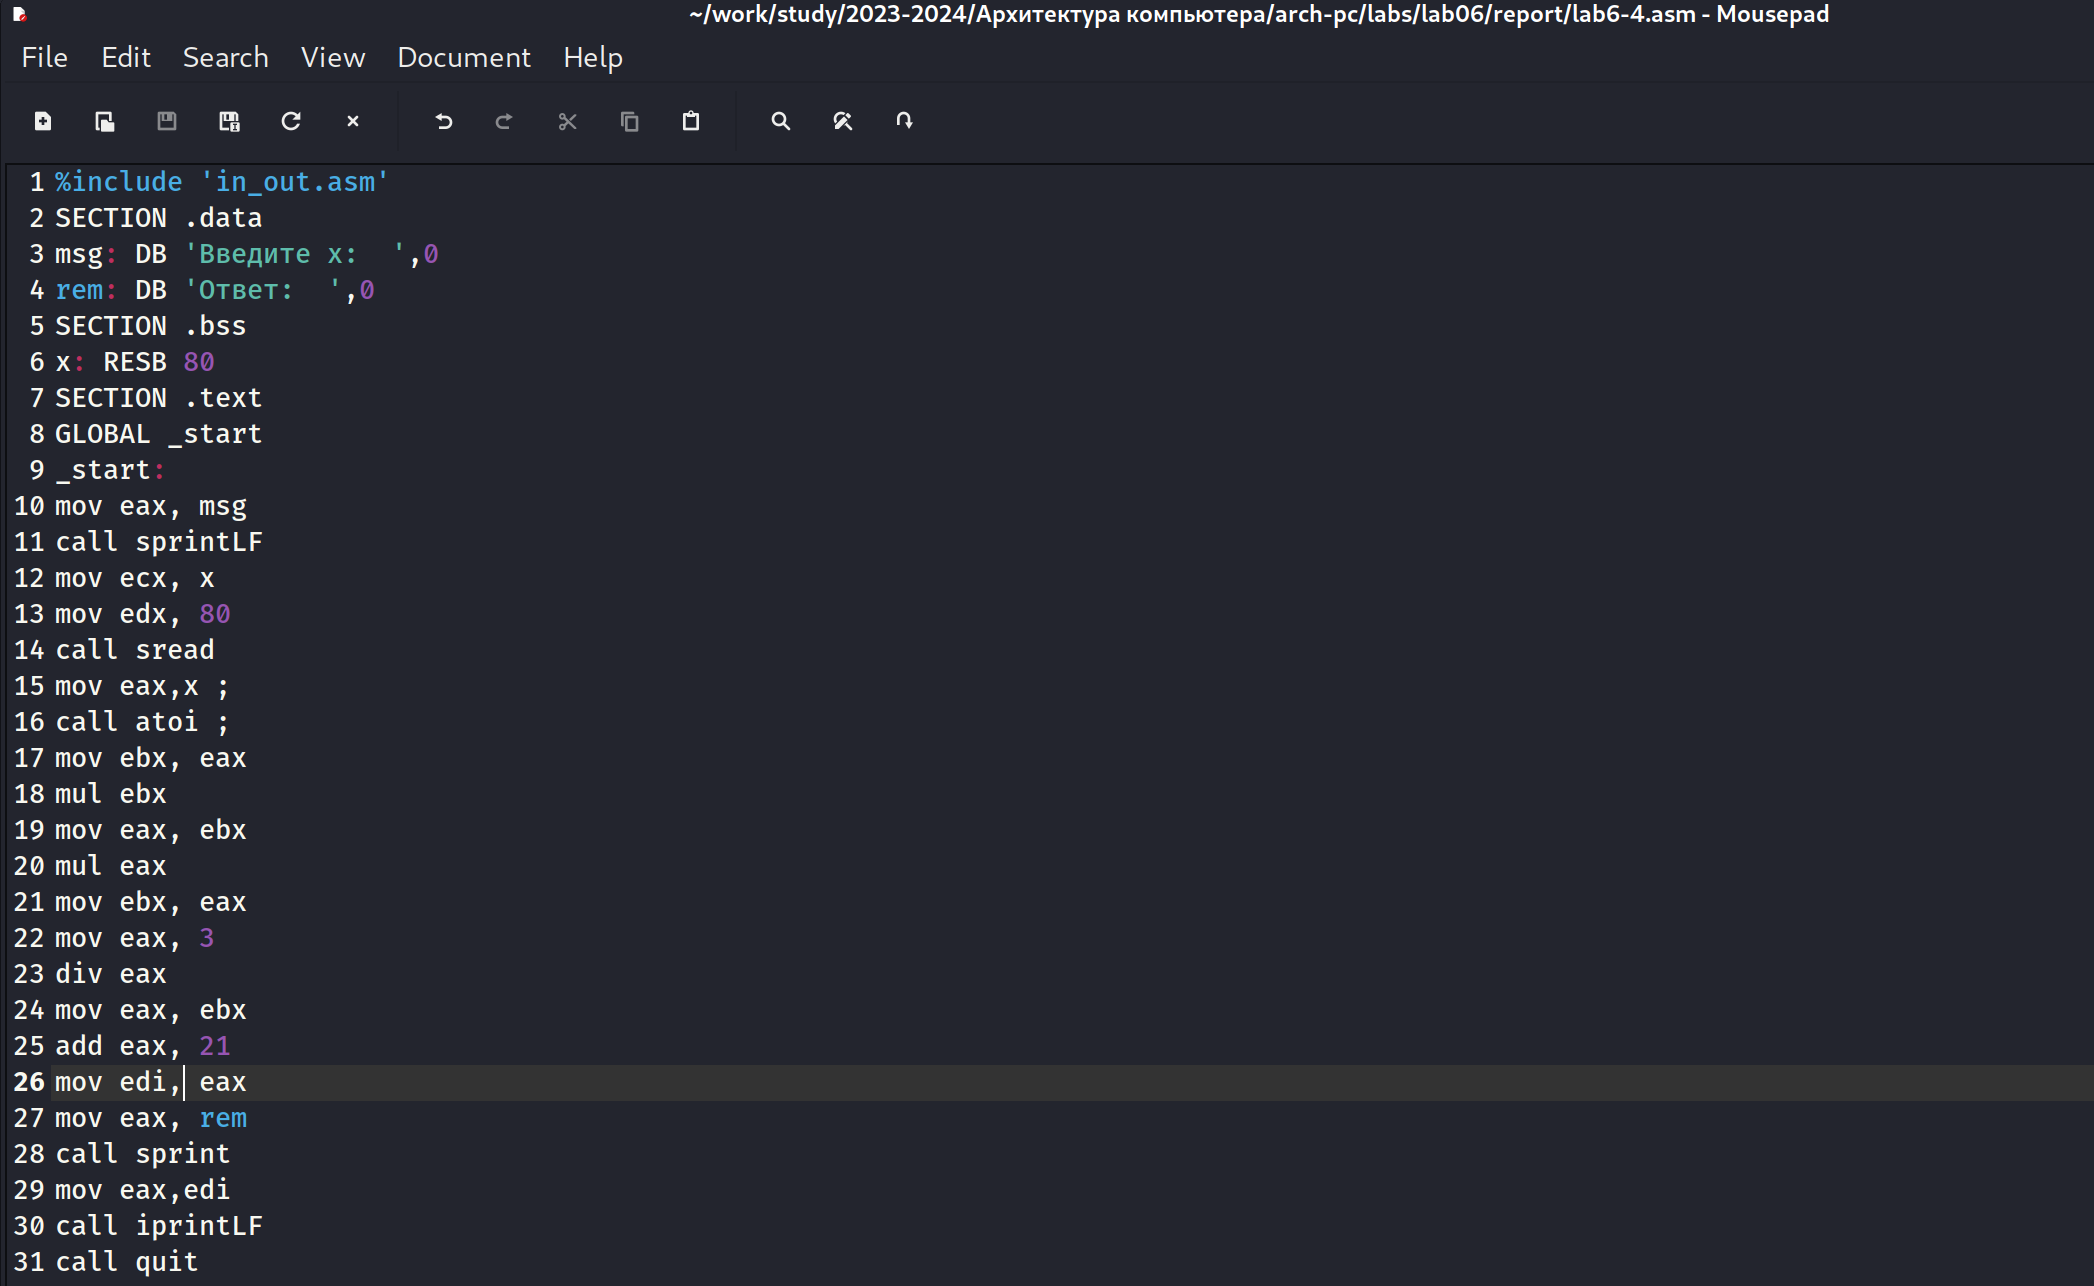 ~/work/study/2023-2024/Архитектура компьютера/arch-pc/labs/lab06/report/lab6-4.asm - Mousepad
File Edit Search View Document Help
1 %include 'in_out.asm'
2 SECTION .data
3 msg: DB 'Введите x:  ',0
4 rem: DB 'Ответ:  ',0
5 SECTION .bss
6 x: RESB 80
7 SECTION .text
8 GLOBAL _start
9 _start:
10 mov eax, msg
11 call sprintLF
12 mov ecx, x
13 mov edx, 80
14 call sread
15 mov eax,x ;
16 call atoi ;
17 mov ebx, eax
18 mul ebx
19 mov eax, ebx
20 mul eax
21 mov ebx, eax
22 mov eax, 3
23 div eax
24 mov eax, ebx
25 add eax, 21
26 mov edi, eax
27 mov eax, rem
28 call sprint
29 mov eax,edi
30 call iprintLF
31 call quit